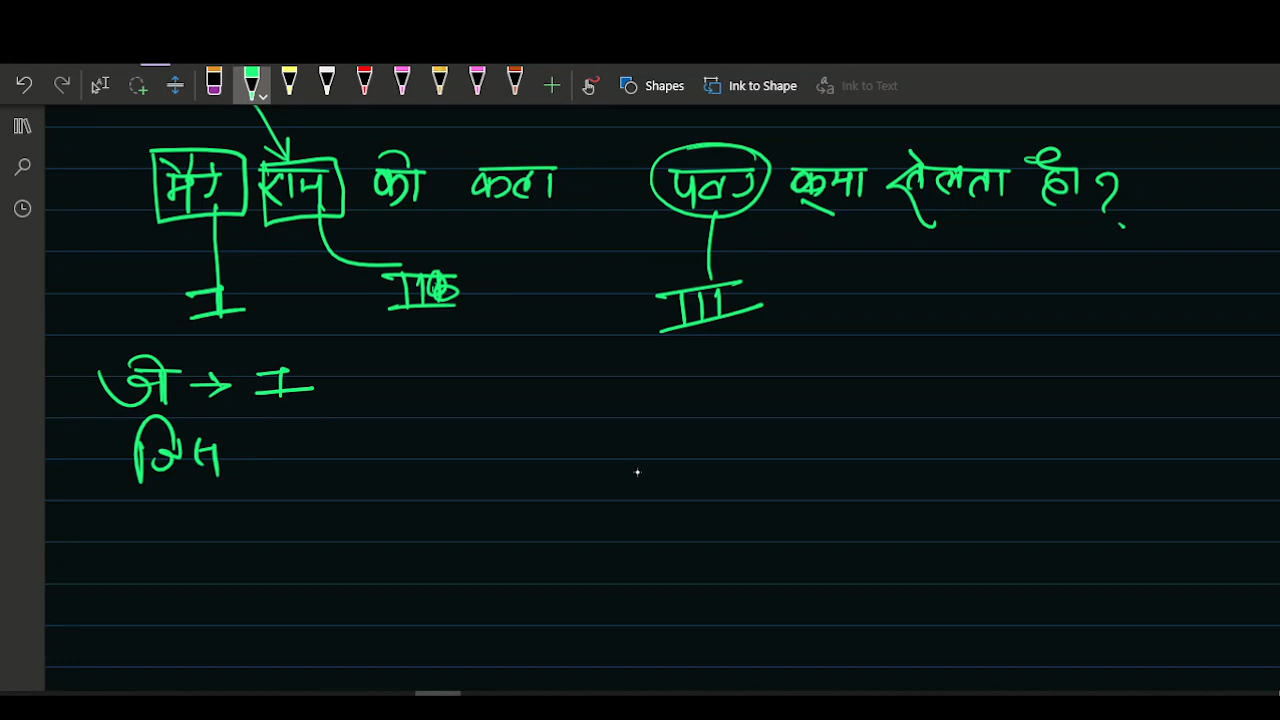 Shapes Ink to Shape Ink to Text
मैने राम को कहा पवन क्या खेलता है?
I II III
जो → I
जिस